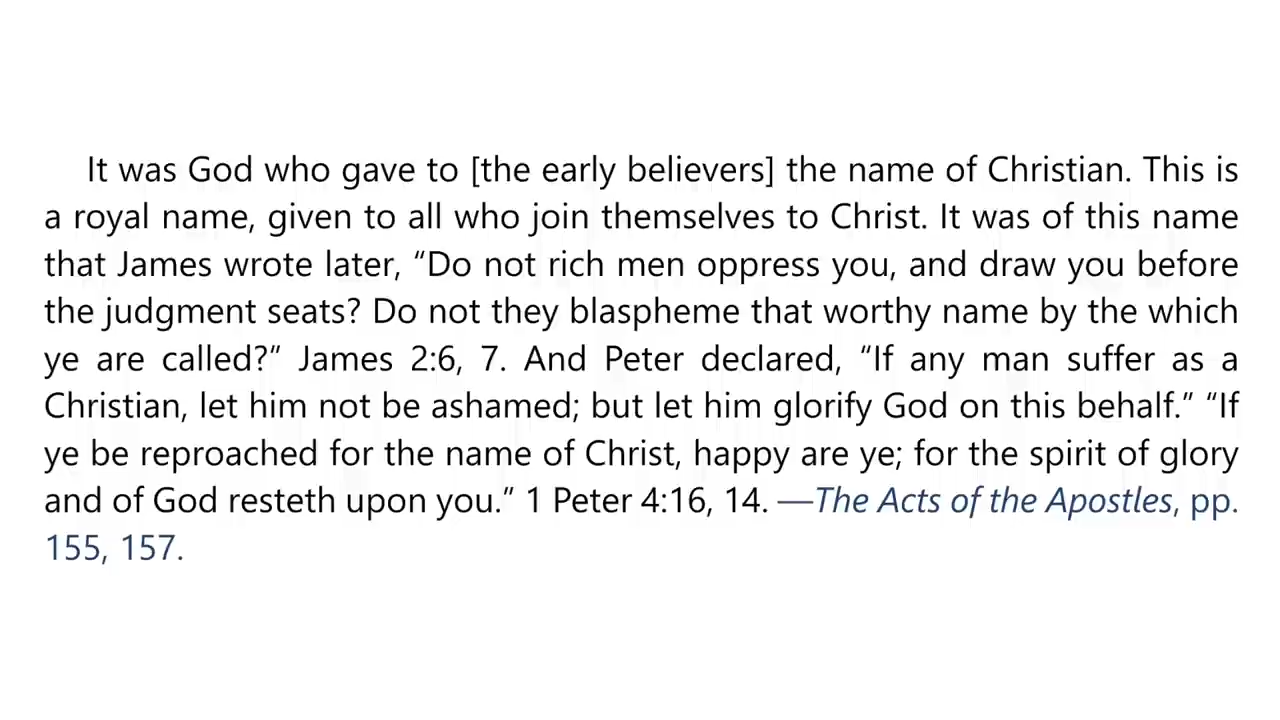 It was God who gave to [the early believers] the name of Christian. This is
a royal name, given to all who join themselves to Christ. It was of this name
that James wrote later, “Do not rich men oppress you, and draw you before
the judgment seats? Do not they blaspheme that worthy name by the which
ye are called?” James 2:6, 7. And Peter declared, “If any man suffer as a
Christian, let him not be ashamed; but let him glorify God on this behalf.” “If
ye be reproached for the name of Christ, happy are ye; for the spirit of glory
and of God resteth upon you.” 1 Peter 4:16, 14. —The Acts of the Apostles, pp.
155, 157.